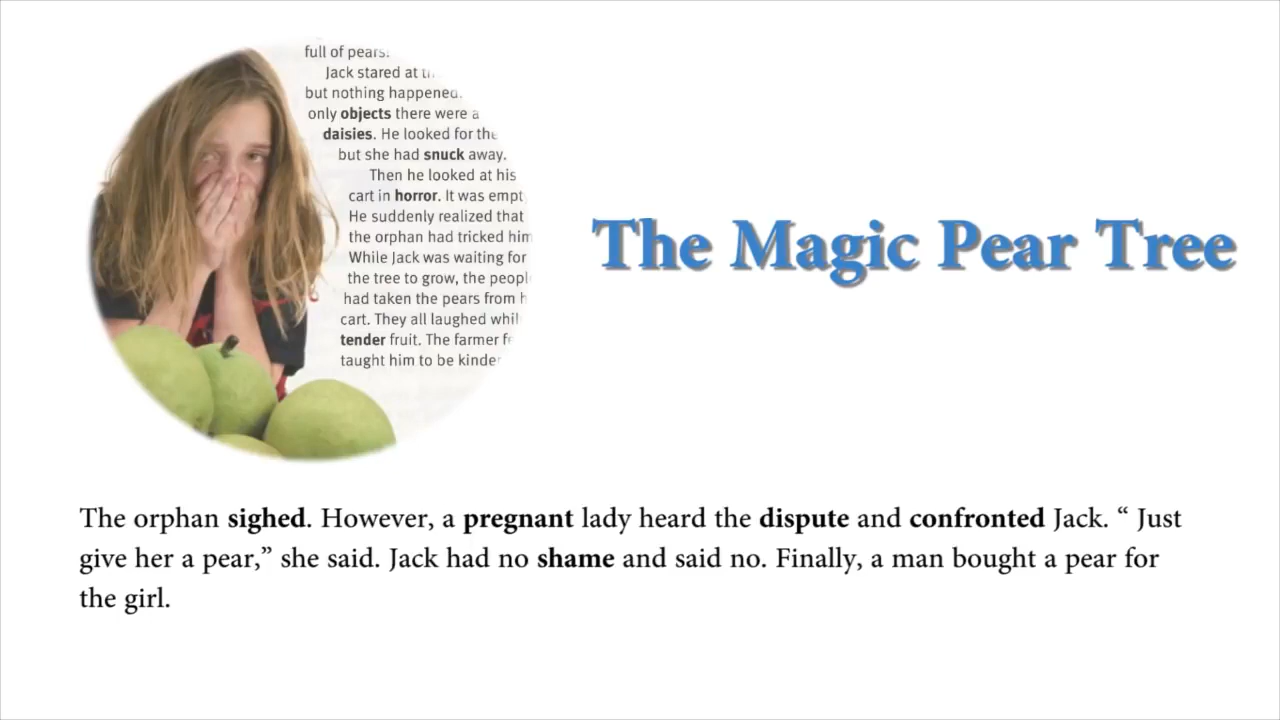 full of pears.
Jack stared at
but nothing happened.
only objects there were a
daisies. He looked for the
but she had snuck away.
Then he looked at his
cart in horror. It was empt
He suddenly realized that
the orphan had tricked him
While Jack was waiting for
the tree to grow, the peopl
had taken the pears from h
cart. They all laughed whil
tender fruit. The farmer f
taught him to be kinder
The Magic Pear Tree
The orphan sighed. However, a pregnant lady heard the dispute and confronted Jack. “ Just
give her a pear,” she said. Jack had no shame and said no. Finally, a man bought a pear for
the girl.